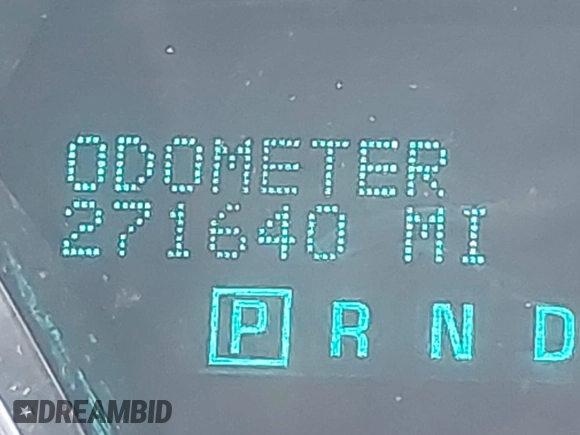 ODOMETER
271640 MI
P R N D
DREAMBID